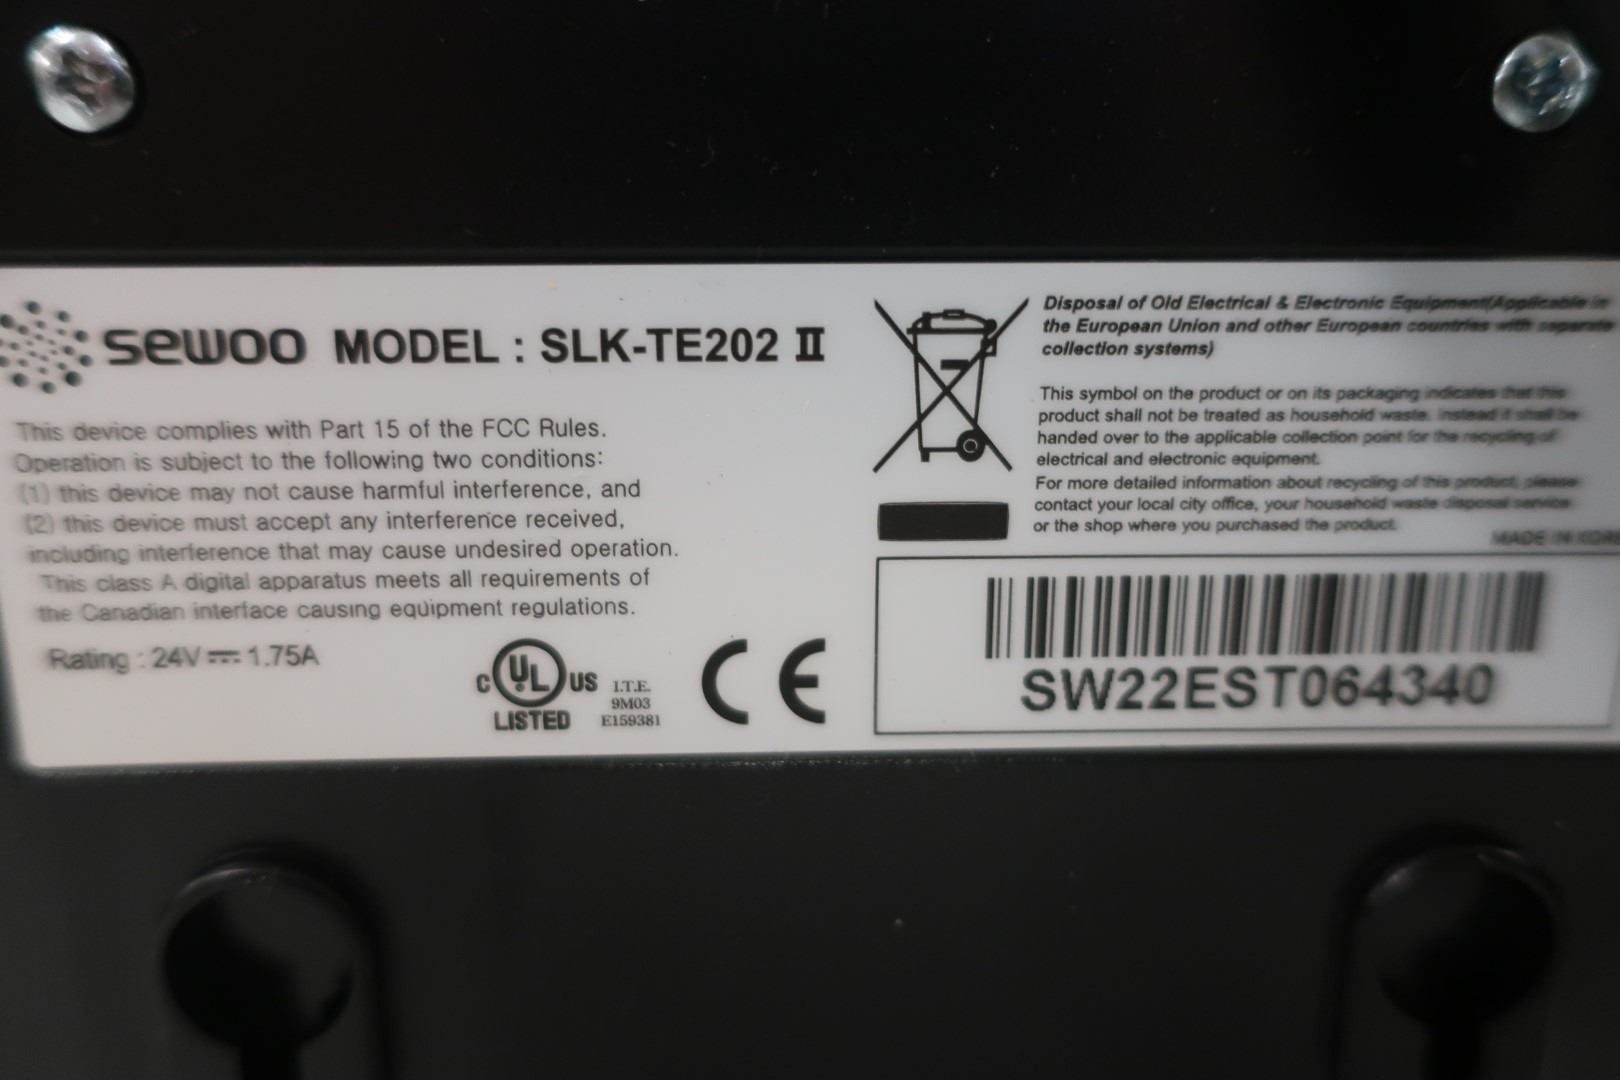 sewoo MODEL : SLK-TE202 II
This device complies with Part 15 of the FCC Rules.
Operation is subject to the following two conditions:
(1) this device may not cause harmful interference, and
(2) this device must accept any interference received,
including interference that may cause undesired operation.
This class A digital apparatus meets all requirements of
the Canadian interface causing equipment regulations.
Rating : 24V⎓1.75A
C UL US
LISTED
I.T.E.
9M03
E159381
CE
Disposal of Old Electrical & Electronic Equipment(Applicable in
the European Union and other European countries with separate
collection systems)
This symbol on the product or on its packaging indicates that this
product shall not be treated as household waste. Instead it shall be
handed over to the applicable collection point for the recycling of
electrical and electronic equipment.
For more detailed information about recycling of this product, please
contact your local city office, your household waste disposal service
or the shop where you purchased the product.
MADE IN KORE
SW22EST064340